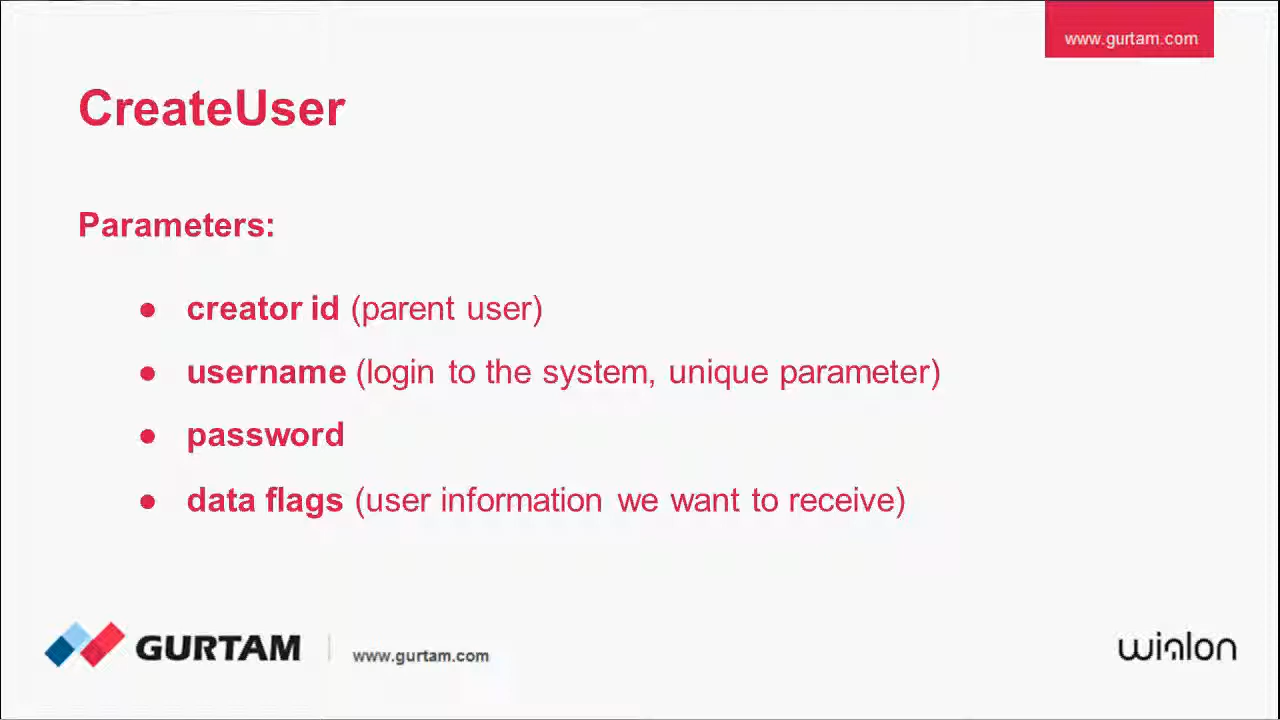 www.gurtam.com
CreateUser
Parameters:
● creator id (parent user)
● username (login to the system, unique parameter)
● password
● data flags (user information we want to receive)
GURTAM www.gurtam.com wialon